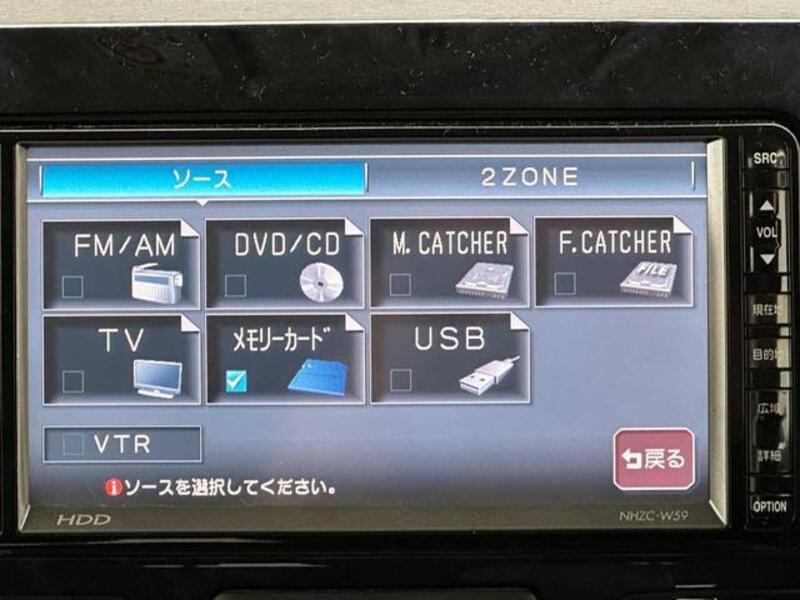 ソース 2ZONE
FM/AM DVD/CD M.CATCHER F.CATCHER
FILE
TV メモリーカード USB
VTR
戻る
ソースを選択してください。
HDD NHZC-W59
SRC
VOL
現在地
目的地
広域
詳細
OPTION